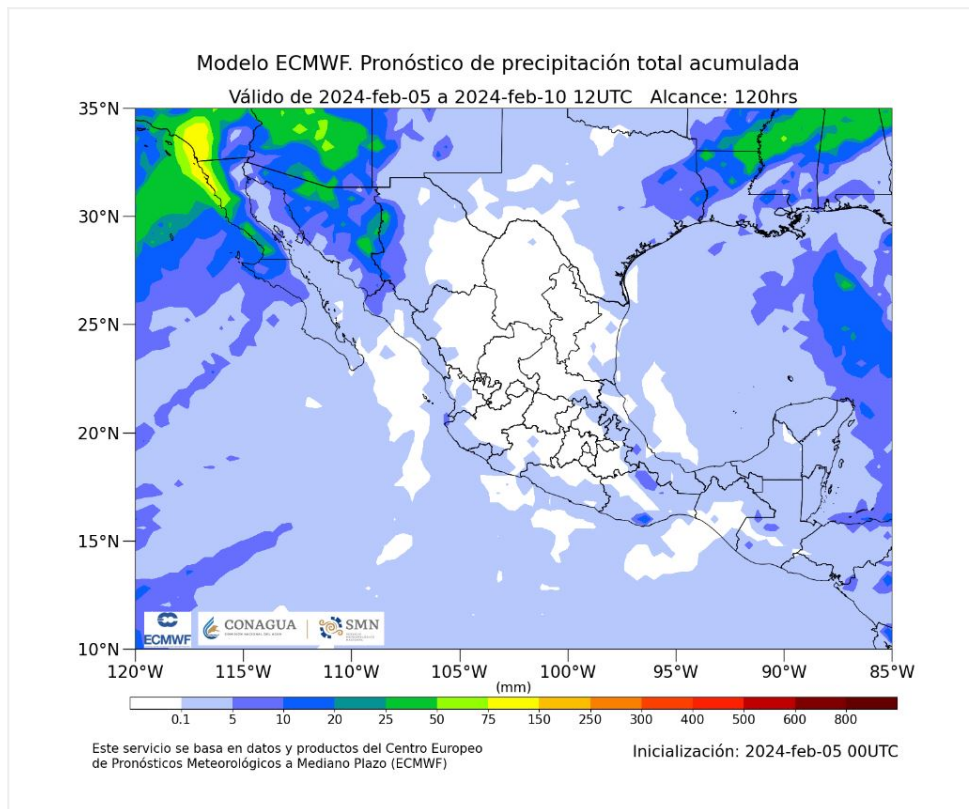 Modelo ECMWF. Pronóstico de precipitación total acumulada
Válido de 2024-feb-05 a 2024-feb-10 12UTC Alcance: 120hrs
35°N
30°N
25°N
20°N
15°N
10°N
ECMWF
CONAGUA
SMN
120°W 115°W 110°W 105°W 100°W 95°W 90°W 85°W
(mm)
0.1 5 10 20 25 50 75 150 250 300 400 500 600 800
Este servicio se basa en datos y productos del Centro Europeo
de Pronósticos Meteorológicos a Mediano Plazo (ECMWF)
Inicialización: 2024-feb-05 00UTC